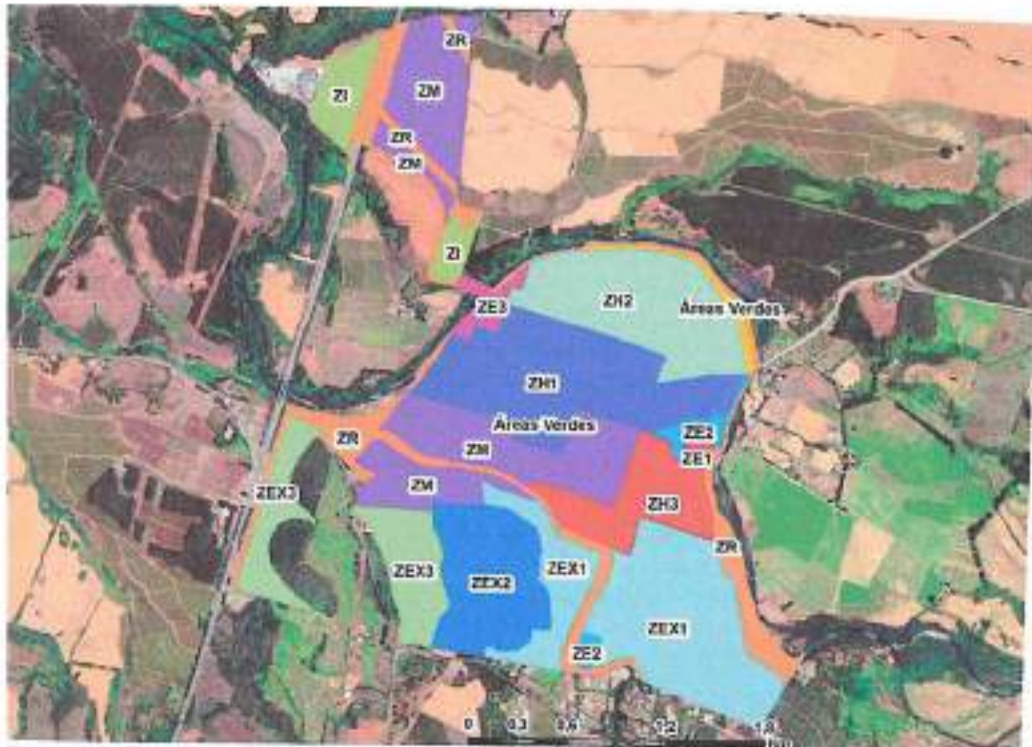 ZR
ZI
ZM
ZR
ZM
ZI
ZE3
ZH2
Áreas Verdes
ZH1
Áreas Verdes
ZE2
ZR
ZM
ZE1
ZM
ZEX3
ZH3
ZR
ZEX3
ZEX2
ZEX1
ZEX1
ZE2
0 0,3 0,6 1,2 1,8